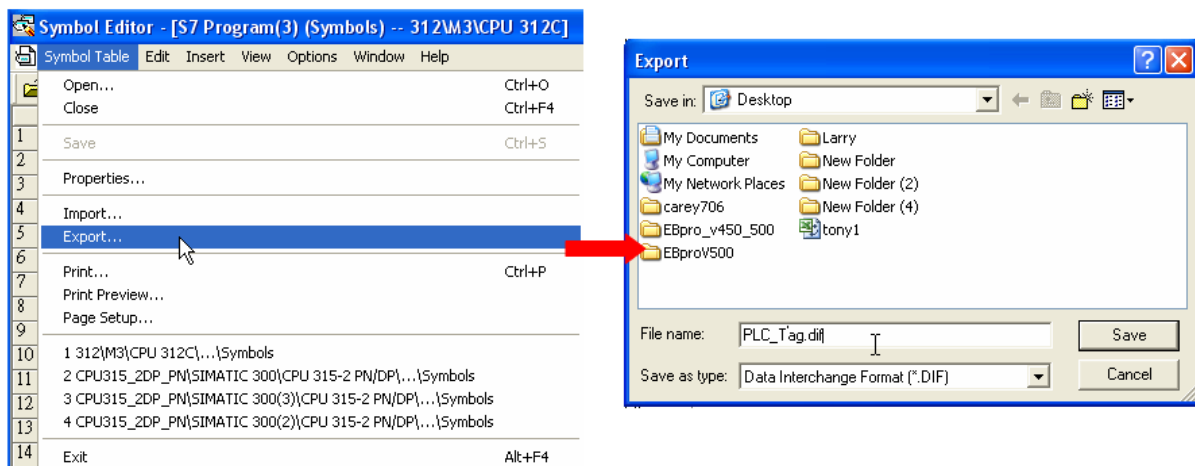 Symbol Editor - [S7 Program(3) (Symbols) -- 312\M3\CPU 312C]
Symbol Table Edit Insert View Options Window Help
Open... Ctrl+O
Close Ctrl+F4
1
Save Ctrl+S
2
3
Properties...
4
Import...
5
Export...
6
7
Print... Ctrl+P
Print Preview...
8
Page Setup...
9
10
1 312\M3\CPU 312C\...\Symbols
11
2 CPU315_2DP_PN\SIMATIC 300\CPU 315-2 PN/DP\...\Symbols
12
3 CPU315_2DP_PN\SIMATIC 300(3)\CPU 315-2 PN/DP\...\Symbols
13
4 CPU315_2DP_PN\SIMATIC 300(2)\CPU 315-2 PN/DP\...\Symbols
14
Exit Alt+F4
Export
Save in: Desktop
My Documents Larry
My Computer New Folder
My Network Places New Folder (2)
carey706 New Folder (4)
EBpro_v450_500 tony1
EBproV500
File name: PLC_Tag.dif Save
Save as type: Data Interchange Format (*.DIF) Cancel